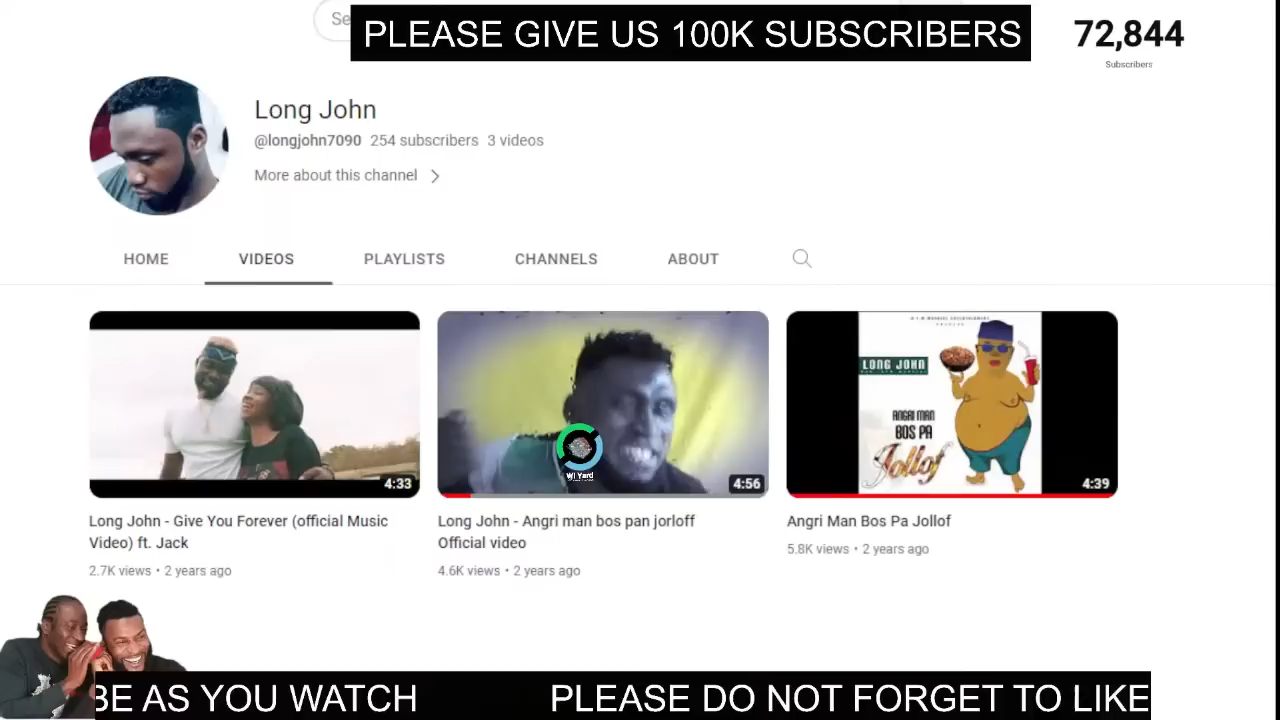 Se
PLEASE GIVE US 100K SUBSCRIBERS
72,844
Subscribers
Long John
@longjohn7090 254 subscribers 3 videos
More about this channel
HOME VIDEOS PLAYLISTS CHANNELS ABOUT
4:33
4:56
LONG JOHN
ANGRI MAN
BOS PA
Jollof
4:39
Long John - Give You Forever (official Music
Video) ft. Jack
2.7K views • 2 years ago
Long John - Angri man bos pan jorloff
Official video
4.6K views • 2 years ago
Angri Man Bos Pa Jollof
5.8K views • 2 years ago
Wi Yard
BE AS YOU WATCH PLEASE DO NOT FORGET TO LIKE